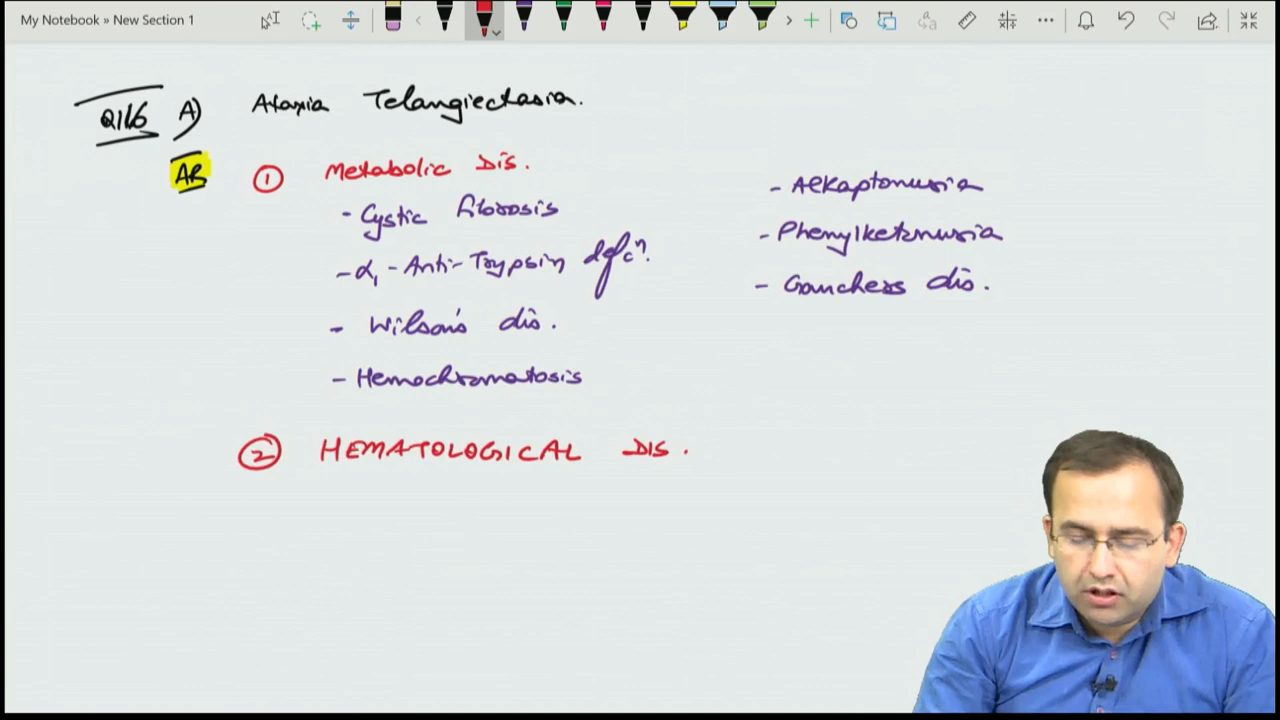 My Notebook » New Section 1
Q116 A) Ataxia Telangiectasia.
AR ① Metabolic Dis.
- Cystic fibrosis
- α₁ - Anti-Trypsin defcⁿ.
- Wilson's dis.
- Hemochromatosis
- Alkaptonuria
- Phenylketonuria
- Gauchers dis.
② HEMATOLOGICAL DIS.